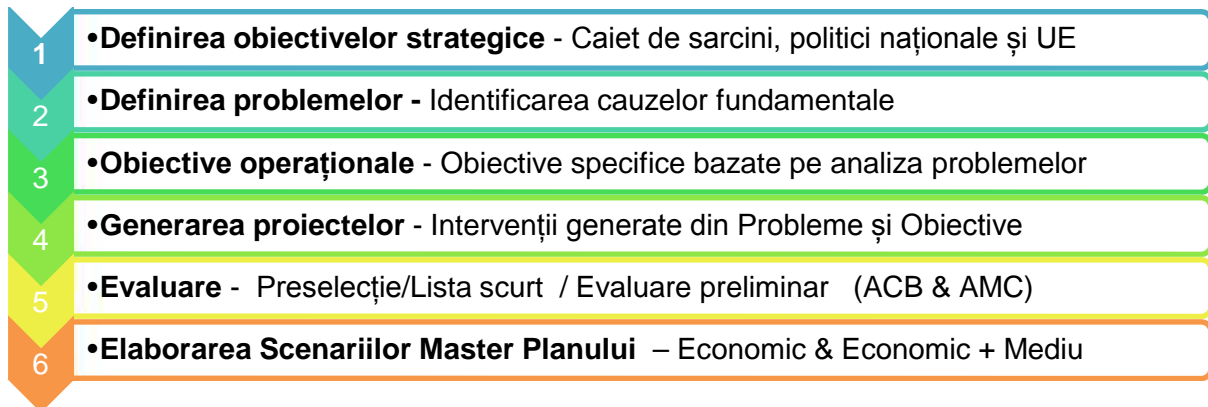 1 •Definirea obiectivelor strategice - Caiet de sarcini, politici naționale și UE
2 •Definirea problemelor - Identificarea cauzelor fundamentale
3 •Obiective operaționale - Obiective specifice bazate pe analiza problemelor
4 •Generarea proiectelor - Intervenții generate din Probleme și Obiective
5 •Evaluare - Preselecție/Lista scurt / Evaluare preliminar (ACB & AMC)
6 •Elaborarea Scenariilor Master Planului – Economic & Economic + Mediu